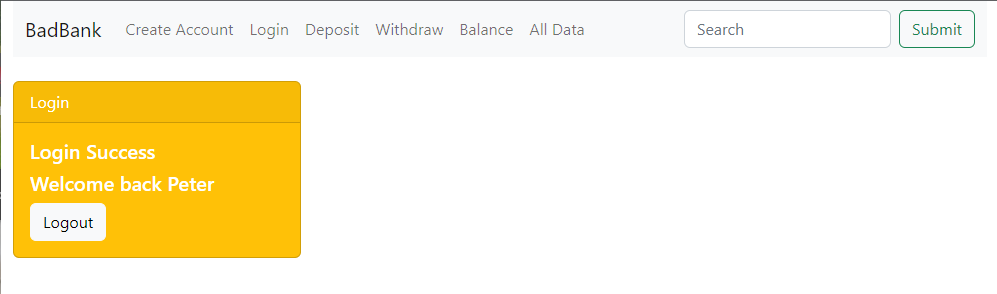 BadBank Create Account Login Deposit Withdraw Balance All Data Search Submit
Login
Login Success
Welcome back Peter
Logout